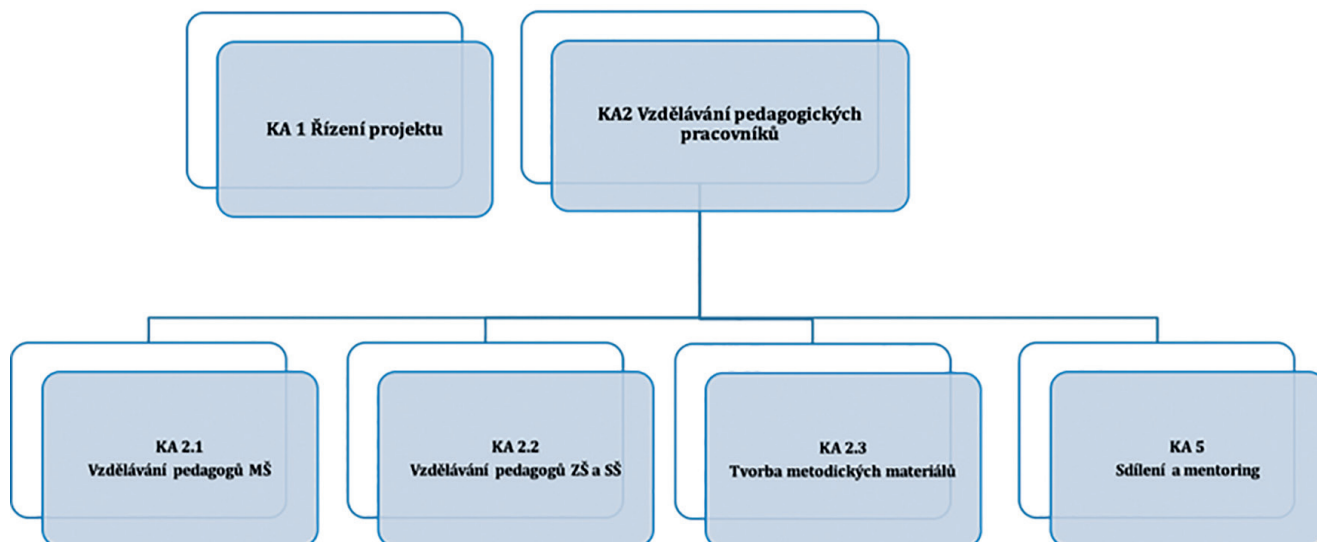 KA 1 Řízení projektu
KA2 Vzdělávání pedagogických
pracovníků
KA 2.1
Vzdělávání pedagogů MŠ
KA 2.2
Vzdělávání pedagogů ZŠ a SŠ
KA 2.3
Tvorba metodických materiálů
KA 5
Sdílení a mentoring